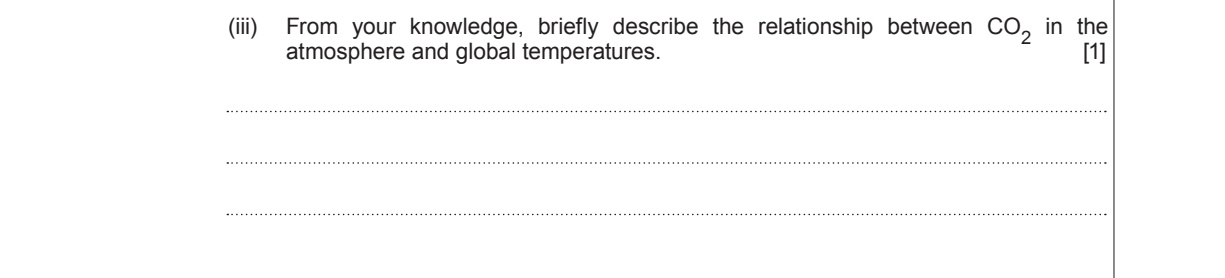 (iii) From your knowledge, briefly describe the relationship between CO₂ in the
atmosphere and global temperatures. [1]